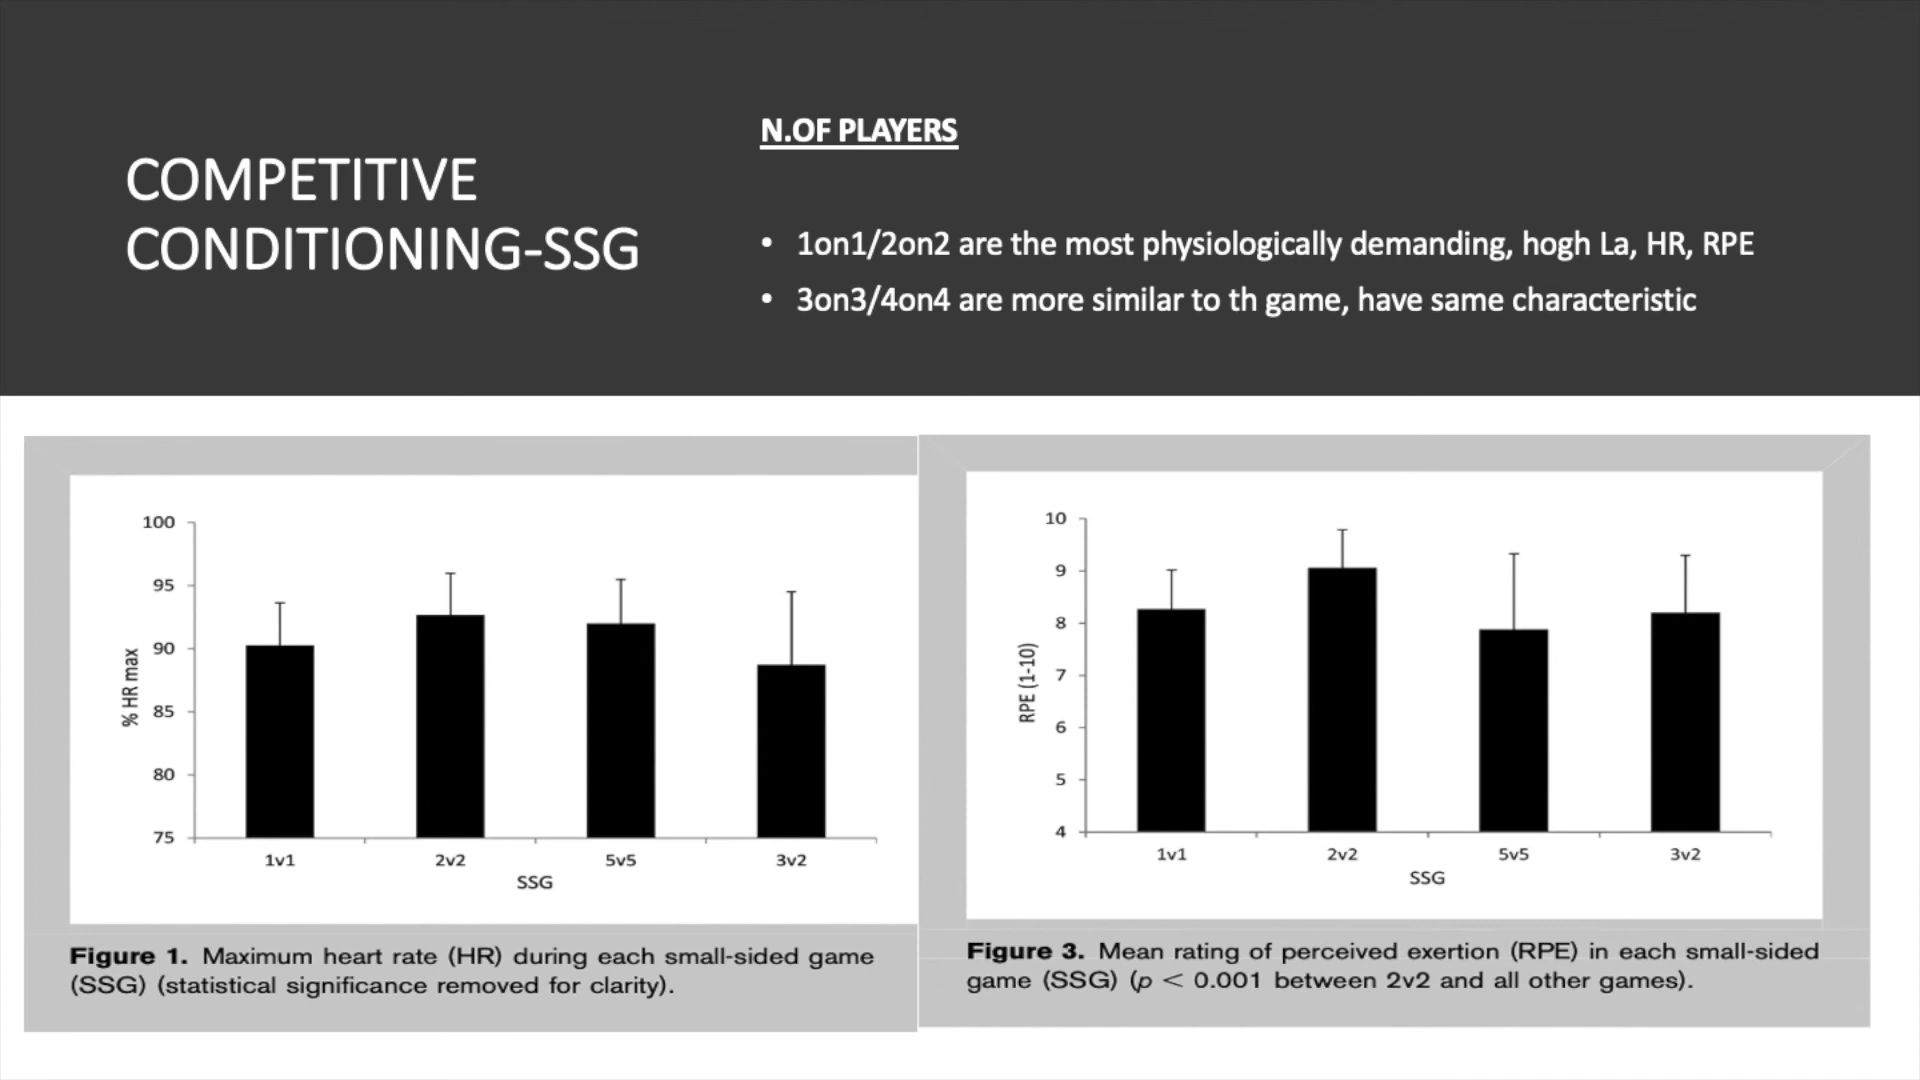 COMPETITIVE
CONDITIONING-SSG
N.OF PLAYERS
• 1on1/2on2 are the most physiologically demanding, hogh La, HR, RPE
• 3on3/4on4 are more similar to th game, have same characteristic
100
95
90
85
80
75
% HR max
1v1 2v2 5v5 3v2
SSG
Figure 1. Maximum heart rate (HR) during each small-sided game
(SSG) (statistical significance removed for clarity).
10
9
8
7
6
5
4
RPE (1-10)
1v1 2v2 5v5 3v2
SSG
Figure 3. Mean rating of perceived exertion (RPE) in each small-sided
game (SSG) (p < 0.001 between 2v2 and all other games).